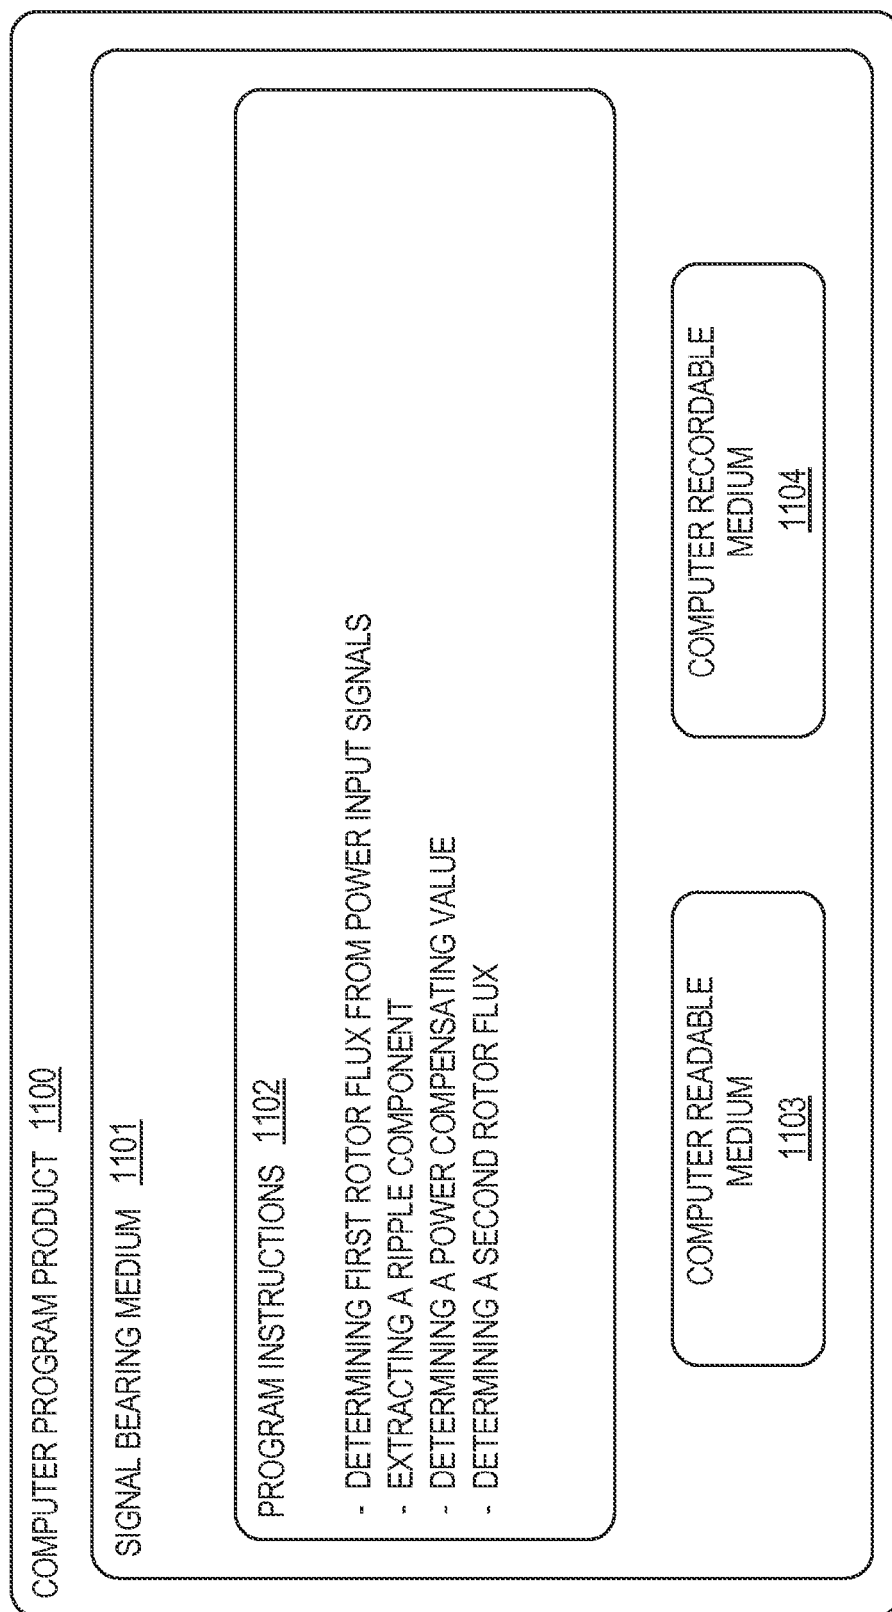 COMPUTER PROGRAM PRODUCT 1100
SIGNAL BEARING MEDIUM 1101
PROGRAM INSTRUCTIONS 1102
- DETERMINING FIRST ROTOR FLUX FROM POWER INPUT SIGNALS
- EXTRACTING A RIPPLE COMPONENT
- DETERMINING A POWER COMPENSATING VALUE
- DETERMINING A SECOND ROTOR FLUX
COMPUTER READABLE
MEDIUM
1103
COMPUTER RECORDABLE
MEDIUM
1104